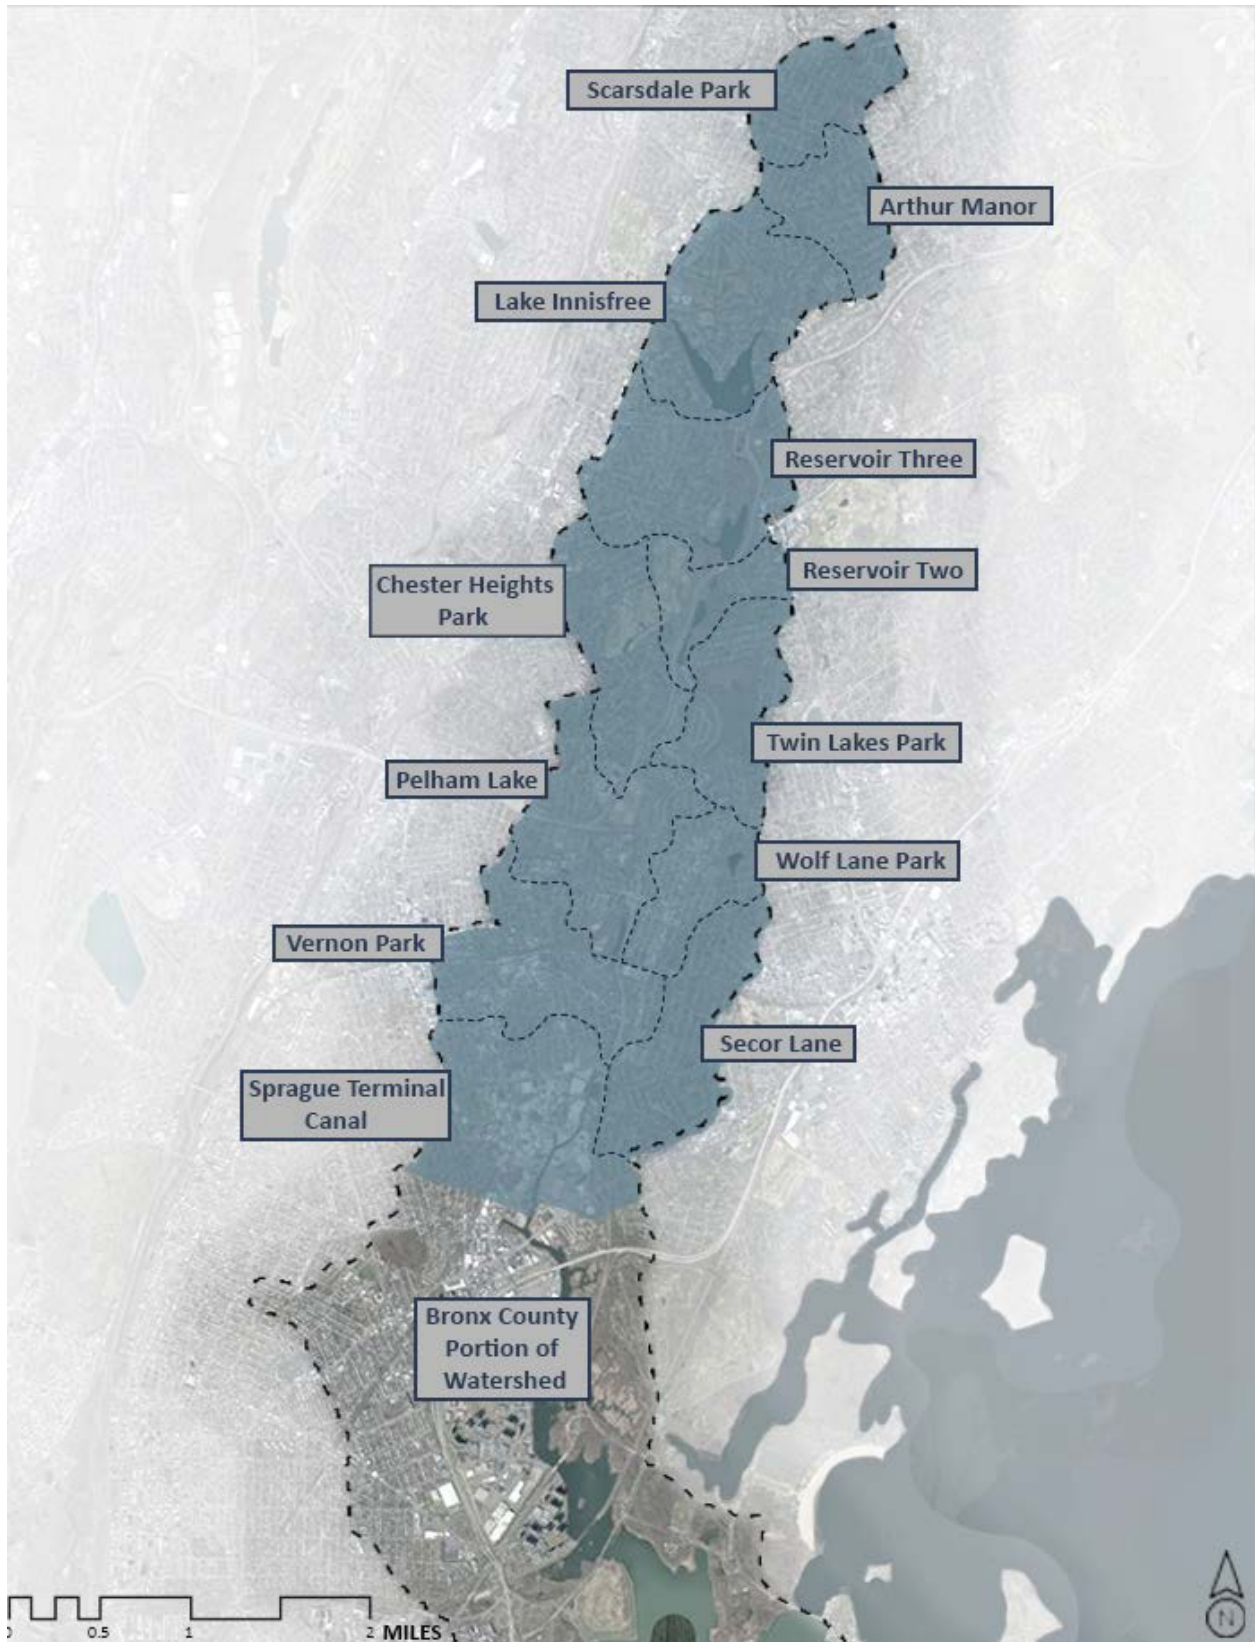 Scarsdale Park
Arthur Manor
Lake Innisfree
Reservoir Three
Reservoir Two
Chester Heights
Park
Twin Lakes Park
Pelham Lake
Wolf Lane Park
Vernon Park
Secor Lane
Sprague Terminal
Canal
Bronx County
Portion of
Watershed
0 0.5 1 2 MILES
N